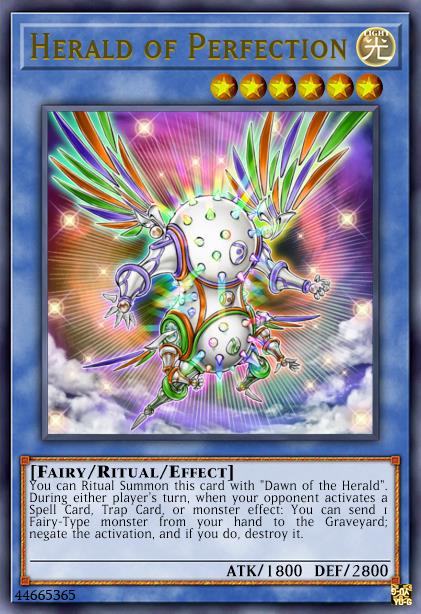 HERALD OF PERFECTION
LIGHT
光
[FAIRY/RITUAL/EFFECT]
You can Ritual Summon this card with "Dawn of the Herald".
During either player's turn, when your opponent activates a
Spell Card, Trap Card, or monster effect: You can send 1
Fairy-Type monster from your hand to the Graveyard;
negate the activation, and if you do, destroy it.
ATK/1800 DEF/2800
44665365